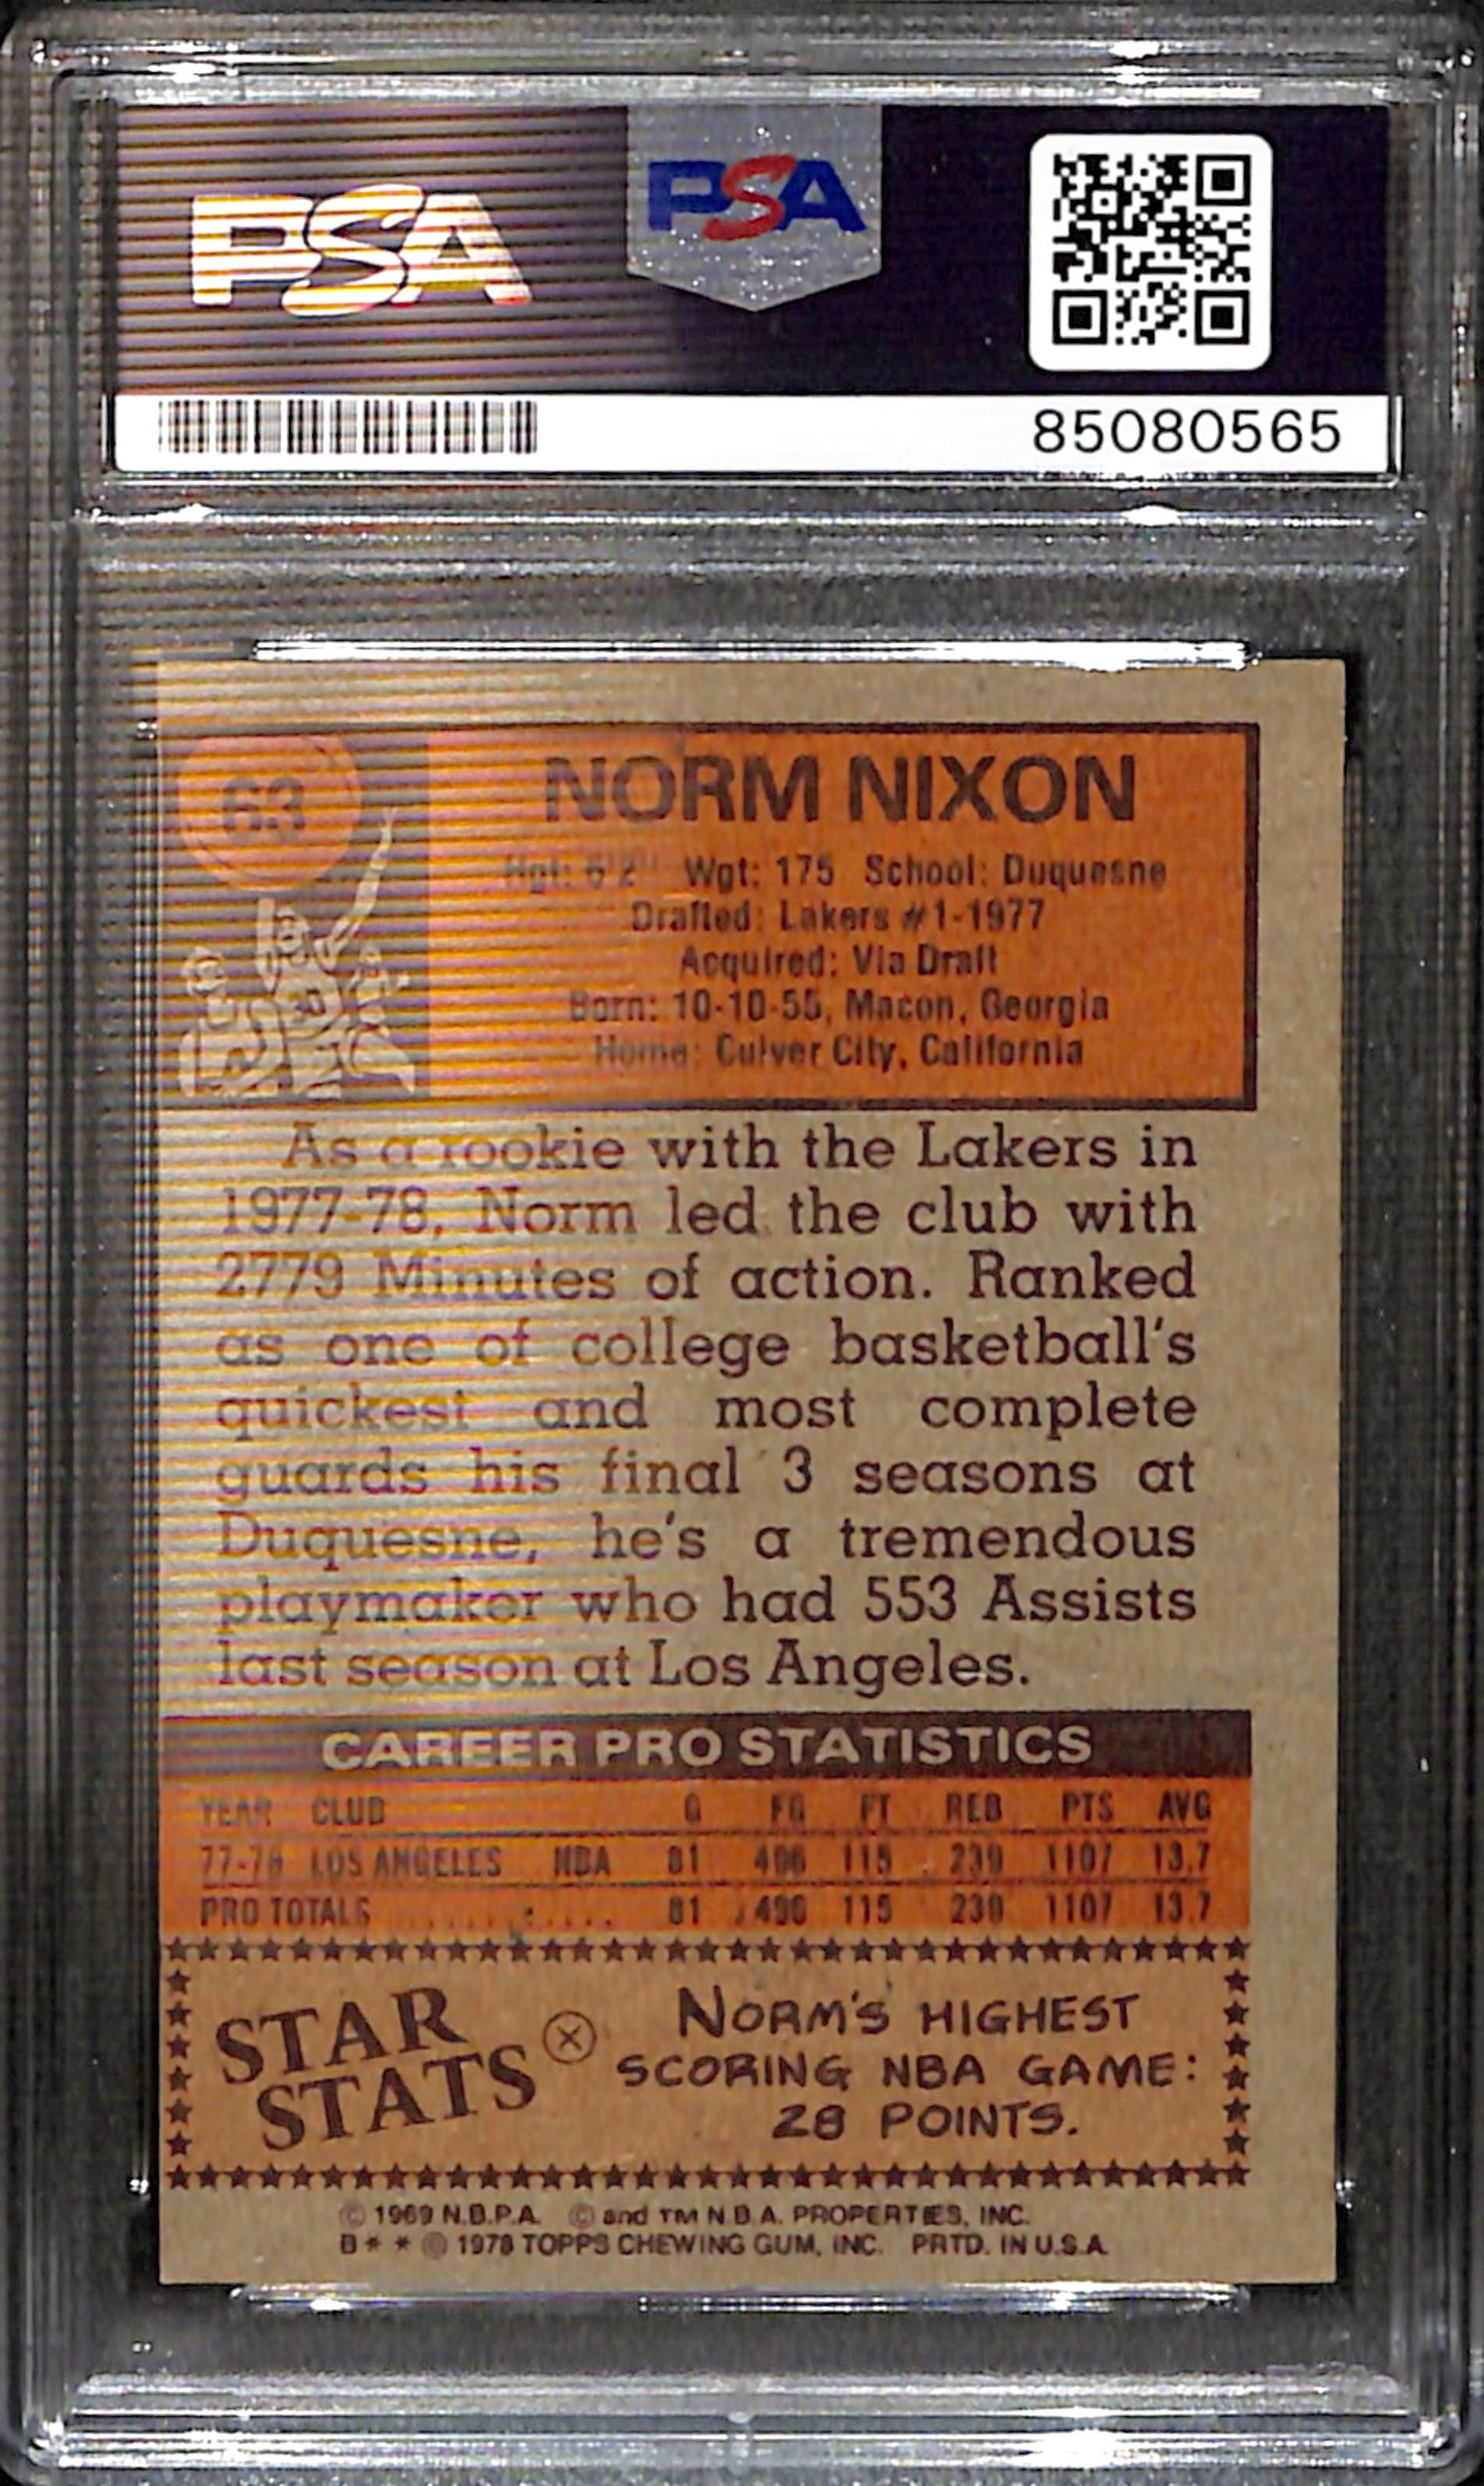 PSA
PSA
85080565
63
NORM NIXON
Hgt: 6'2" Wgt: 175 School: Duquesne
Drafted: Lakers #1-1977
Acquired: Via Draft
Born: 10-10-55, Macon, Georgia
Home: Culver City, California
As a rookie with the Lakers in
1977-78, Norm led the club with
2779 Minutes of action. Ranked
as one of college basketball's
quickest and most complete
guards his final 3 seasons at
Duquesne, he's a tremendous
playmaker who had 553 Assists
last season at Los Angeles.
CAREER PRO STATISTICS
YEAR CLUB G FG FT REB PTS AVG
77-78 LOS ANGELES NBA 81 496 115 239 1107 13.7
PRO TOTALS ............ 81 496 115 239 1107 13.7
STAR
STATS
NORM'S HIGHEST
SCORING NBA GAME:
28 POINTS.
© 1969 N.B.P.A. © and TM N.B.A. PROPERTIES, INC.
B* * © 1978 TOPPS CHEWING GUM, INC. PRTD. IN U.S.A.